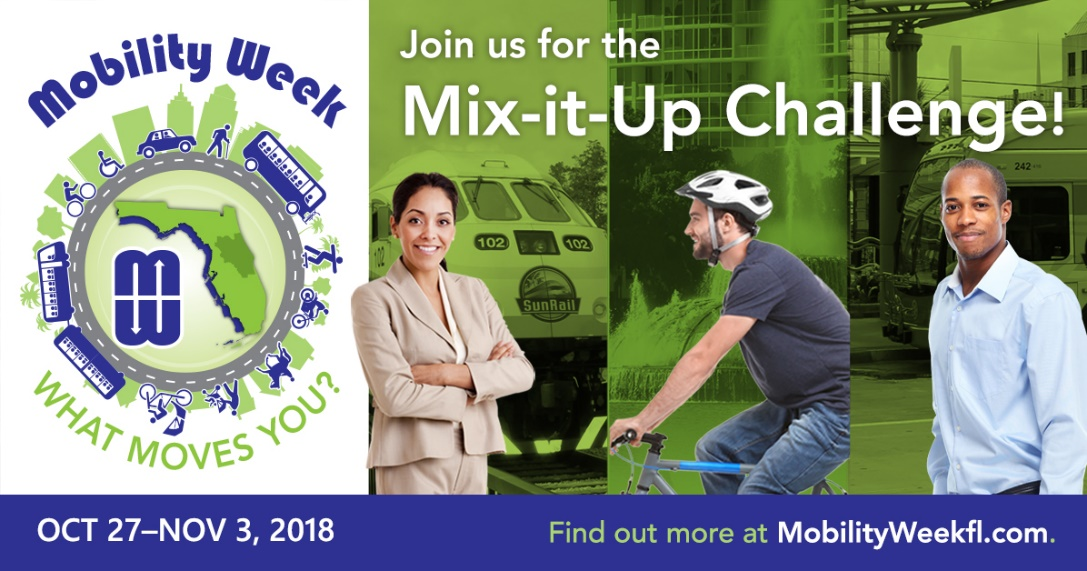 Mobility Week
MW
WHAT MOVES YOU?
Join us for the
Mix-it-Up Challenge!
102
102
SunRail
242
OCT 27–NOV 3, 2018
Find out more at MobilityWeekfl.com.